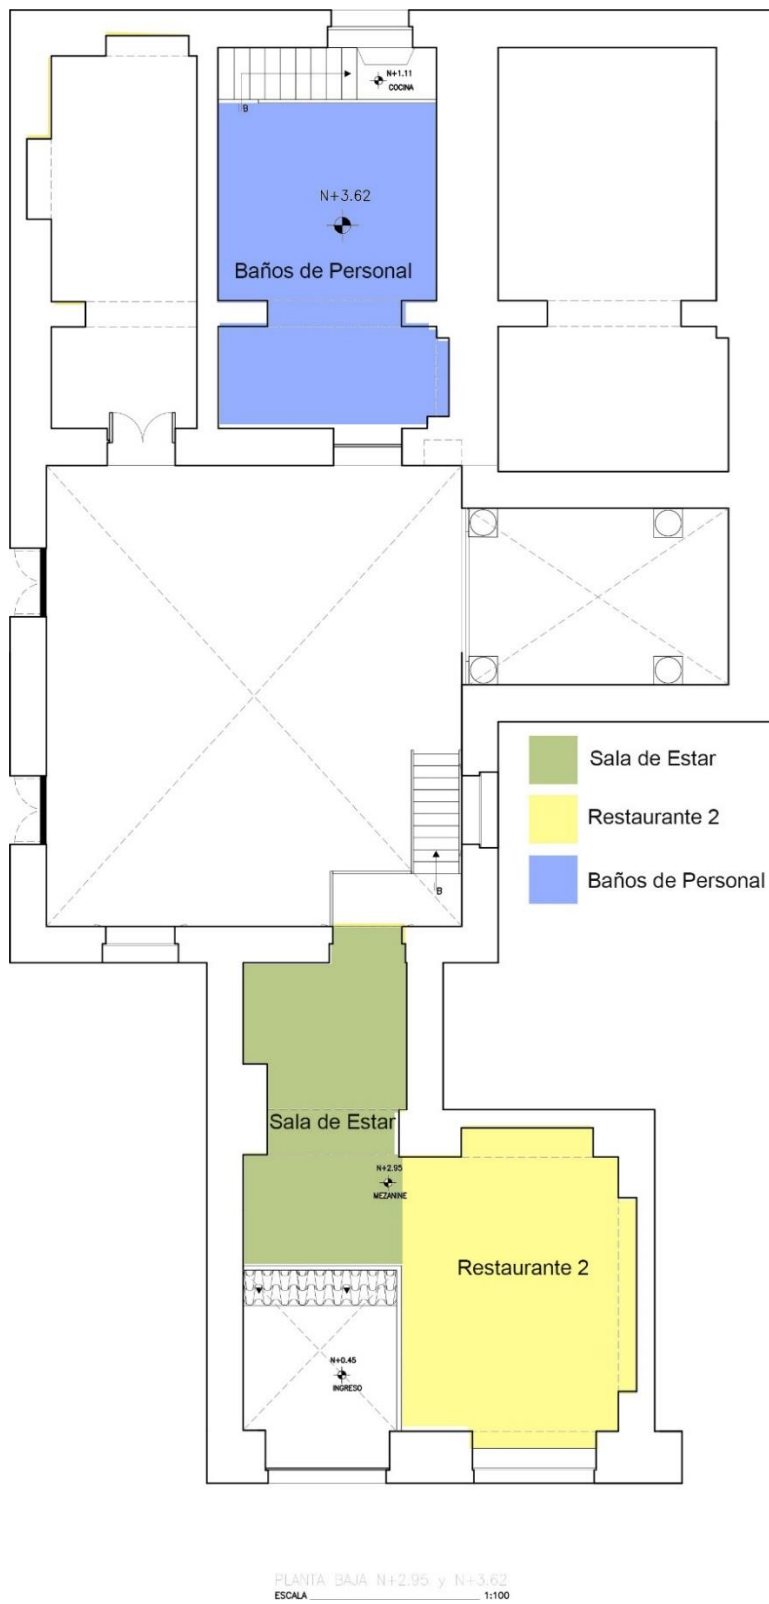 N+1.11
COCINA
B
N+3.62
Baños de Personal
Sala de Estar
Restaurante 2
Baños de Personal
B
Sala de Estar
N+2.95
MEZANINE
Restaurante 2
N+0.45
INGRESO
PLANTA BAJA N+2.95 y N+3.62
ESCALA 1:100